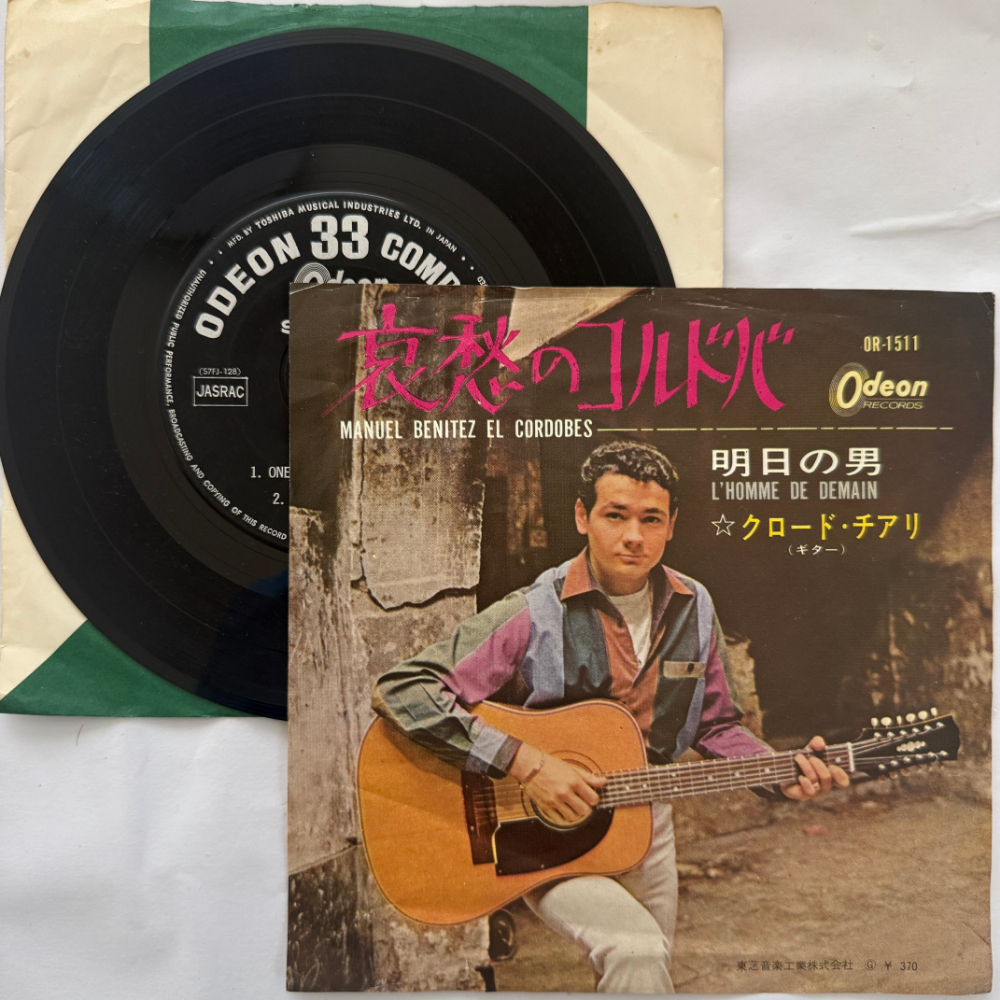 MFD. BY TOSHIBA MUSICAL INDUSTRIES LTD. IN JAPAN
ODEON 33 COMP
Odeon
S
(S7FJ-128)
JASRAC
1. ONE
2.
UNAUTHORIZED PUBLIC PERFORMANCE, BROADCASTING AND COPYING OF THIS RECORD
哀愁のコルドバ
OR-1511
Odeon
RECORDS
MANUEL BENITEZ EL CORDOBES
明日の男
L'HOMME DE DEMAIN
☆クロード・チアリ
(ギター)
東芝音楽工業株式会社 Ⓖ ¥ 370